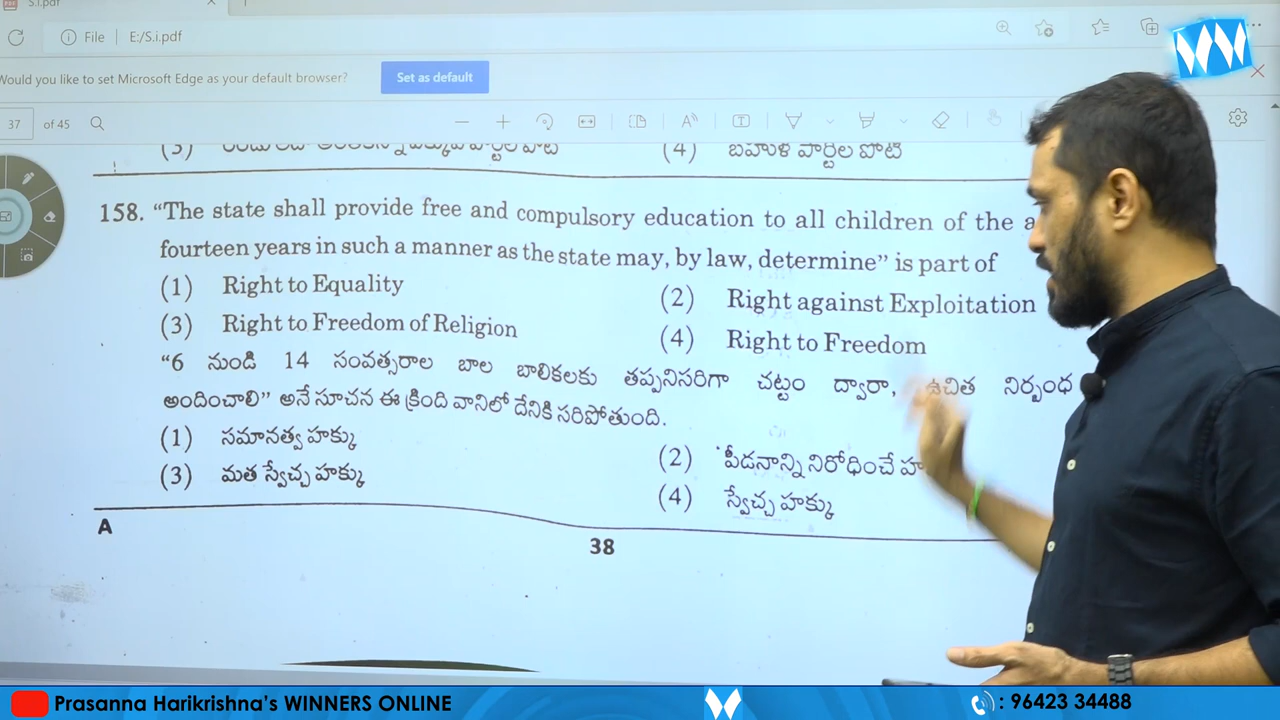 S.i.pdf
File | E:/S.i.pdf
Would you like to set Microsoft Edge as your default browser? Set as default
37 of 45
(3)
(4) బహుళ పార్టీల పోటీ
158. “The state shall provide free and compulsory education to all children of the a
fourteen years in such a manner as the state may, by law, determine” is part of
(1) Right to Equality
(2) Right against Exploitation
(3) Right to Freedom of Religion
(4) Right to Freedom
“6 నుండి 14 సంవత్సరాల బాల బాలికలకు తప్పనిసరిగా చట్టం ద్వారా, ఉచిత నిర్బంధ
అందించాలి” అనే సూచన ఈ క్రింది వానిలో దేనికి సరిపోతుంది.
(1) సమానత్వ హక్కు
(2) పీడనాన్ని నిరోధించే హ
(3) మత స్వేచ్ఛ హక్కు
(4) స్వేచ్ఛ హక్కు
A
38
Prasanna Harikrishna's WINNERS ONLINE
: 96423 34488